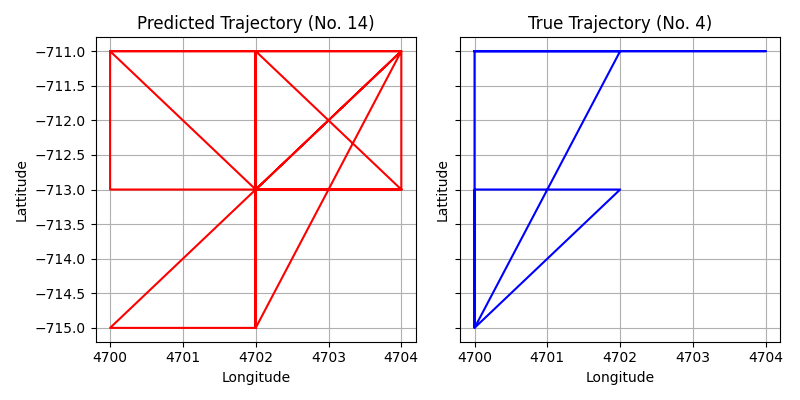 Predicted Trajectory (No. 14)
True Trajectory (No. 4)
−711.0
−711.5
−712.0
−712.5
−713.0
−713.5
−714.0
−714.5
−715.0
Lattitude
Lattitude
4700 4701 4702 4703 4704
4700 4701 4702 4703 4704
Longitude
Longitude